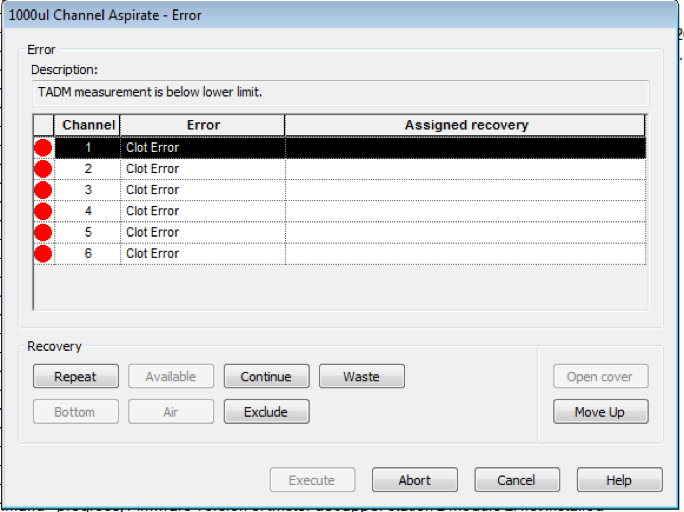 1000ul Channel Aspirate - Error
Error
Description:
TADM measurement is below lower limit.
Channel Error Assigned recovery
1 Clot Error
2 Clot Error
3 Clot Error
4 Clot Error
5 Clot Error
6 Clot Error
Recovery
Repeat Available Continue Waste Open cover
Bottom Air Exclude Move Up
Execute Abort Cancel Help